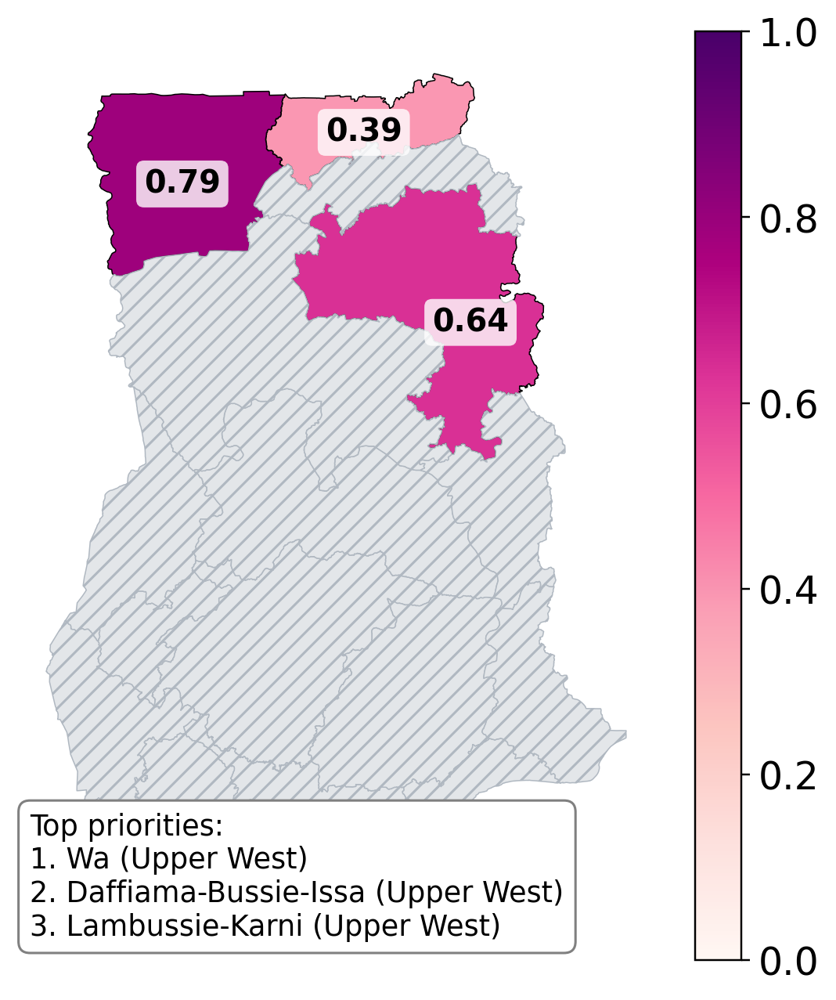 1.0
0.39
0.79
0.8
0.64
0.6
0.4
0.2
Top priorities:
1. Wa (Upper West)
2. Daffiama-Bussie-Issa (Upper West)
3. Lambussie-Karni (Upper West)
0.0